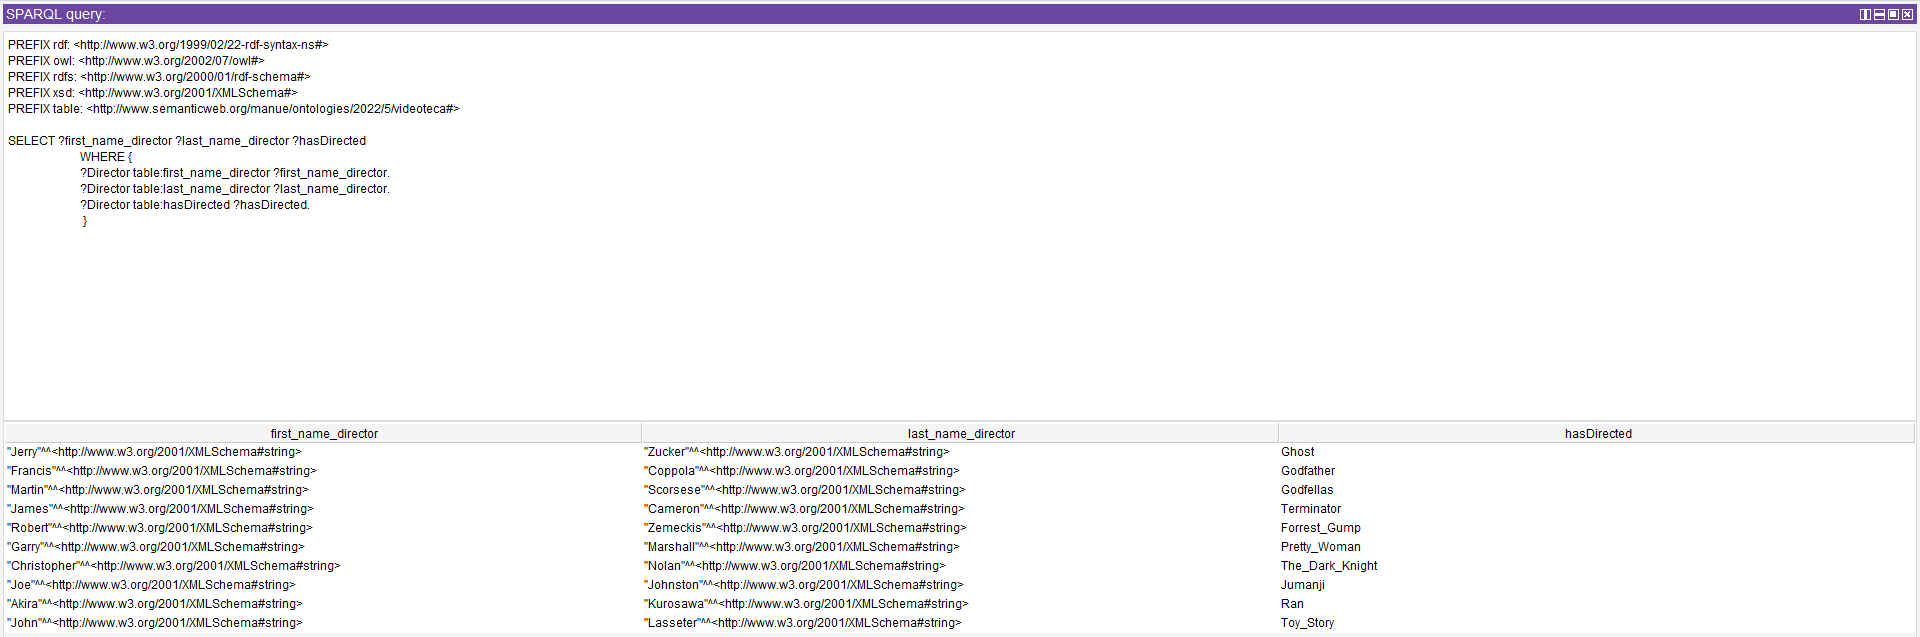 SPARQL query:
PREFIX rdf: <http://www.w3.org/1999/02/22-rdf-syntax-ns#>
PREFIX owl: <http://www.w3.org/2002/07/owl#>
PREFIX rdfs: <http://www.w3.org/2000/01/rdf-schema#>
PREFIX xsd: <http://www.w3.org/2001/XMLSchema#>
PREFIX table: <http://www.semanticweb.org/manue/ontologies/2022/5/videoteca#>
SELECT ?first_name_director ?last_name_director ?hasDirected
WHERE {
?Director table:first_name_director ?first_name_director.
?Director table:last_name_director ?last_name_director.
?Director table:hasDirected ?hasDirected.
}
first_name_director last_name_director hasDirected
"Jerry"^^<http://www.w3.org/2001/XMLSchema#string> "Zucker"^^<http://www.w3.org/2001/XMLSchema#string> Ghost
"Francis"^^<http://www.w3.org/2001/XMLSchema#string> "Coppola"^^<http://www.w3.org/2001/XMLSchema#string> Godfather
"Martin"^^<http://www.w3.org/2001/XMLSchema#string> "Scorsese"^^<http://www.w3.org/2001/XMLSchema#string> Godfellas
"James"^^<http://www.w3.org/2001/XMLSchema#string> "Cameron"^^<http://www.w3.org/2001/XMLSchema#string> Terminator
"Robert"^^<http://www.w3.org/2001/XMLSchema#string> "Zemeckis"^^<http://www.w3.org/2001/XMLSchema#string> Forrest_Gump
"Garry"^^<http://www.w3.org/2001/XMLSchema#string> "Marshall"^^<http://www.w3.org/2001/XMLSchema#string> Pretty_Woman
"Christopher"^^<http://www.w3.org/2001/XMLSchema#string> "Nolan"^^<http://www.w3.org/2001/XMLSchema#string> The_Dark_Knight
"Joe"^^<http://www.w3.org/2001/XMLSchema#string> "Johnston"^^<http://www.w3.org/2001/XMLSchema#string> Jumanji
"Akira"^^<http://www.w3.org/2001/XMLSchema#string> "Kurosawa"^^<http://www.w3.org/2001/XMLSchema#string> Ran
"John"^^<http://www.w3.org/2001/XMLSchema#string> "Lasseter"^^<http://www.w3.org/2001/XMLSchema#string> Toy_Story